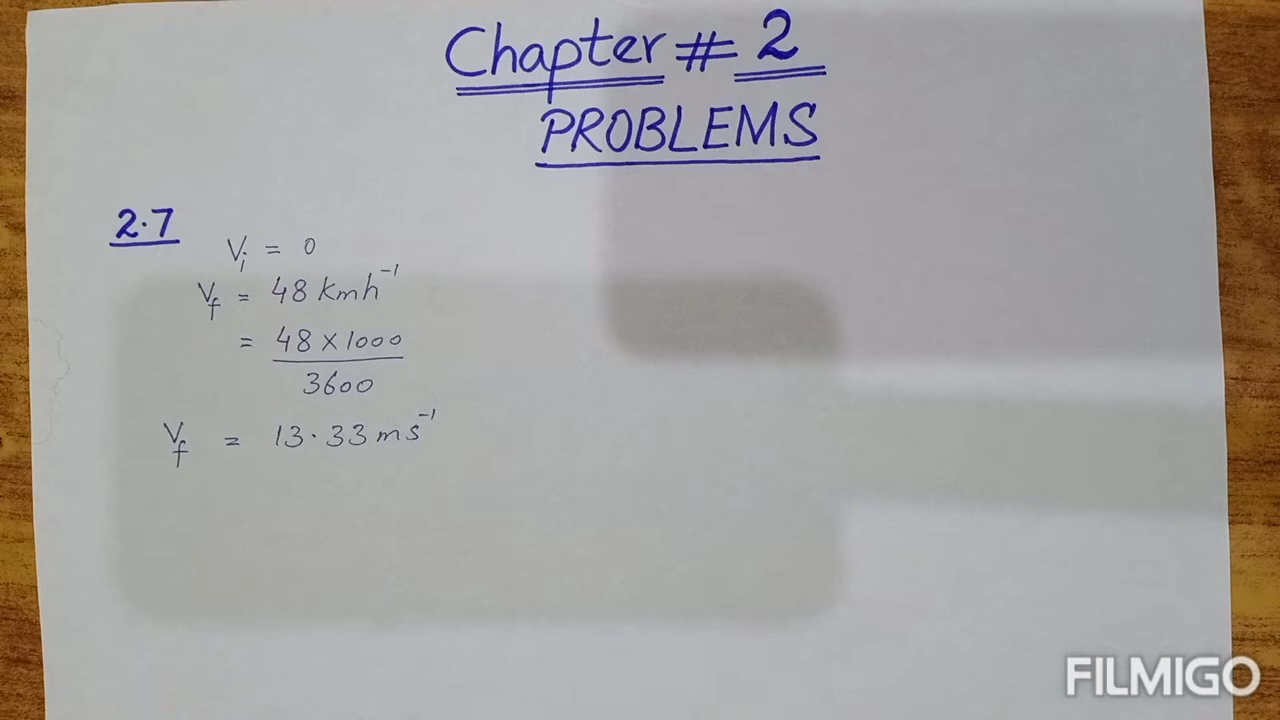 Chapter # 2
PROBLEMS
2.7
Vi = 0
Vf = 48 kmh⁻¹
= 48 × 1000
3600
Vf = 13.33 ms⁻¹
FILMIGO